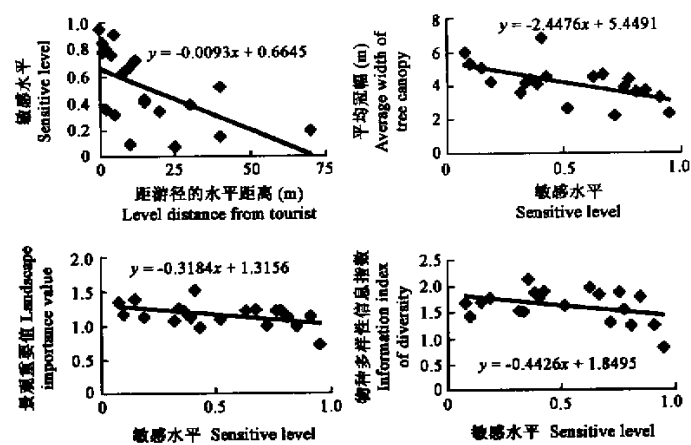 敏感水平
Sensitive level
1.0
0.8
0.6
0.4
0.2
0
y = -0.0093x + 0.6645
0 25 50 75
距游径的水平距离 (m)
Level distance from tourist
平均冠幅 (m)
Average width of
tree canopy
8
6
4
2
0
y = -2.4476x + 5.4491
0 0.5 1.0
敏感水平
Sensitive level
景观重要值 Landscape
importance value
2.0
1.5
1.0
0.5
0
y = -0.3184x + 1.3156
0 0.5 1.0
敏感水平 Sensitive level
物种多样性信息指数
Information index
of diversity
2.5
2.0
1.5
1.0
0.5
0
y = -0.4426x + 1.8495
0 0.5 1.0
敏感水平 Sensitive level